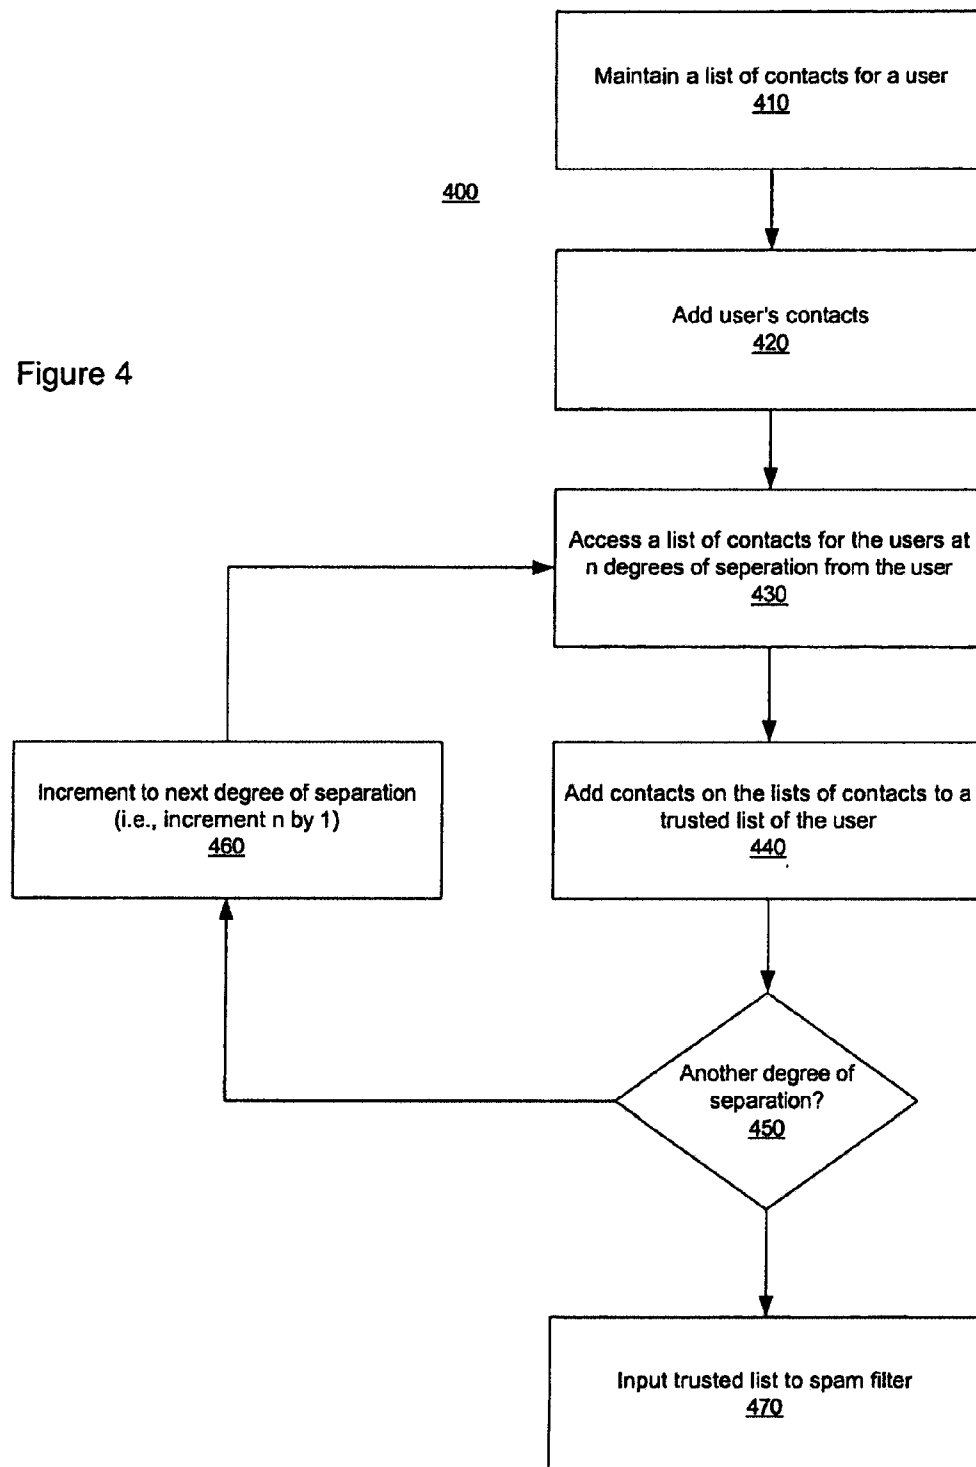 Maintain a list of contacts for a user
410
400
Add user's contacts
420
Figure 4
Access a list of contacts for the users at
n degrees of seperation from the user
430
Increment to next degree of separation
(i.e., increment n by 1)
460
Add contacts on the lists of contacts to a
trusted list of the user
440
Another degree of
separation?
450
Input trusted list to spam filter
470